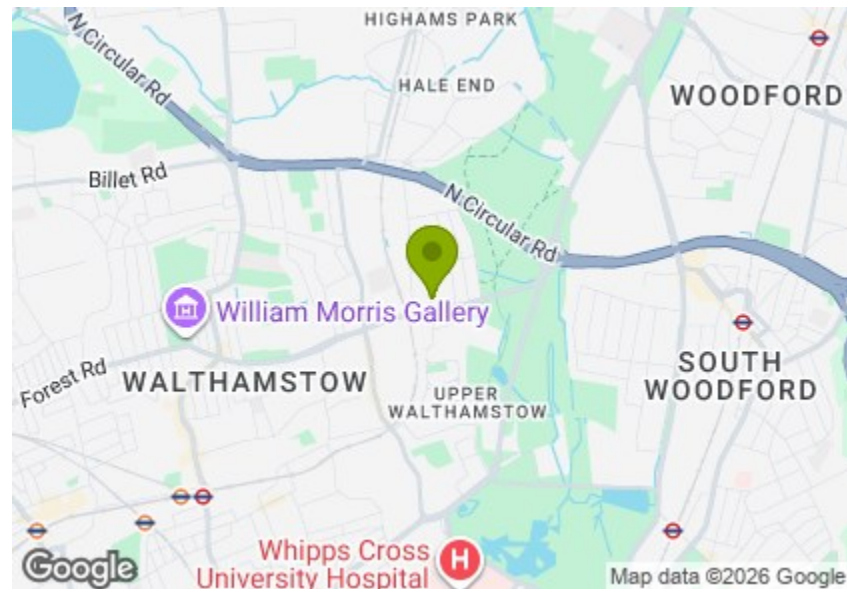 HIGHAMS PARK
N Circular Rd
HALE END
WOODFORD
Billet Rd
N Circular Rd
William Morris Gallery
Forest Rd
WALTHAMSTOW
SOUTH
WOODFORD
UPPER
WALTHAMSTOW
Whipps Cross
University Hospital
H
Google
Map data ©2026 Google